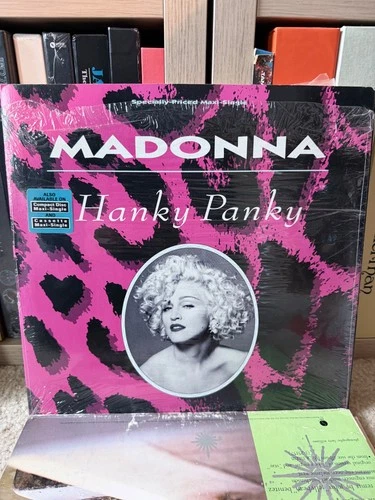 Specially-Priced Maxi-Single
MADONNA
Hanky Panky
ALSO
AVAILABLE ON
Compact Disc
Maxi-Single
AND
Cassette
Maxi-Single